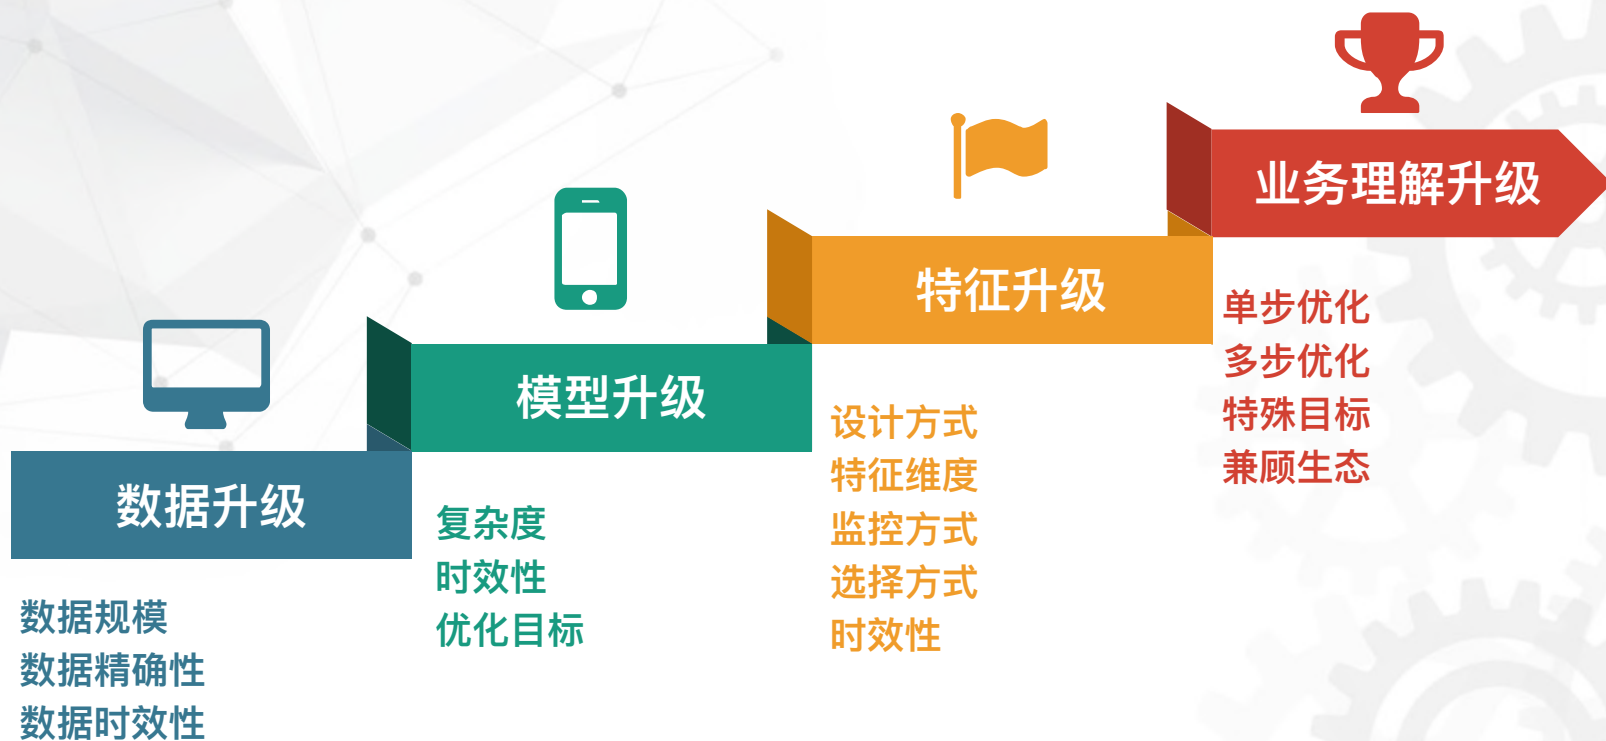 数据升级
数据规模
数据精确性
数据时效性
模型升级
复杂度
时效性
优化目标
特征升级
设计方式
特征维度
监控方式
选择方式
时效性
业务理解升级
单步优化
多步优化
特殊目标
兼顾生态